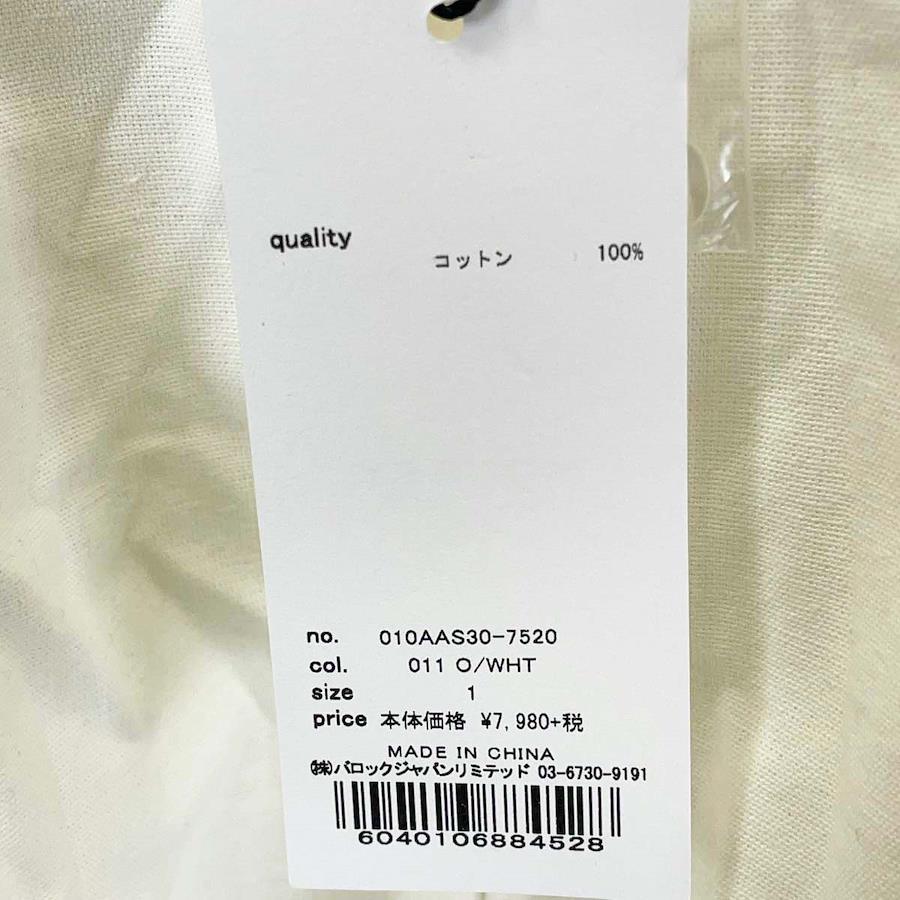 quality
コットン 100%
no. 010AAS30-7520
col. 011 O/WHT
size 1
price 本体価格 ¥7,980+税
MADE IN CHINA
㈱バロックジャパンリミテッド 03-6730-9191
6040106884528